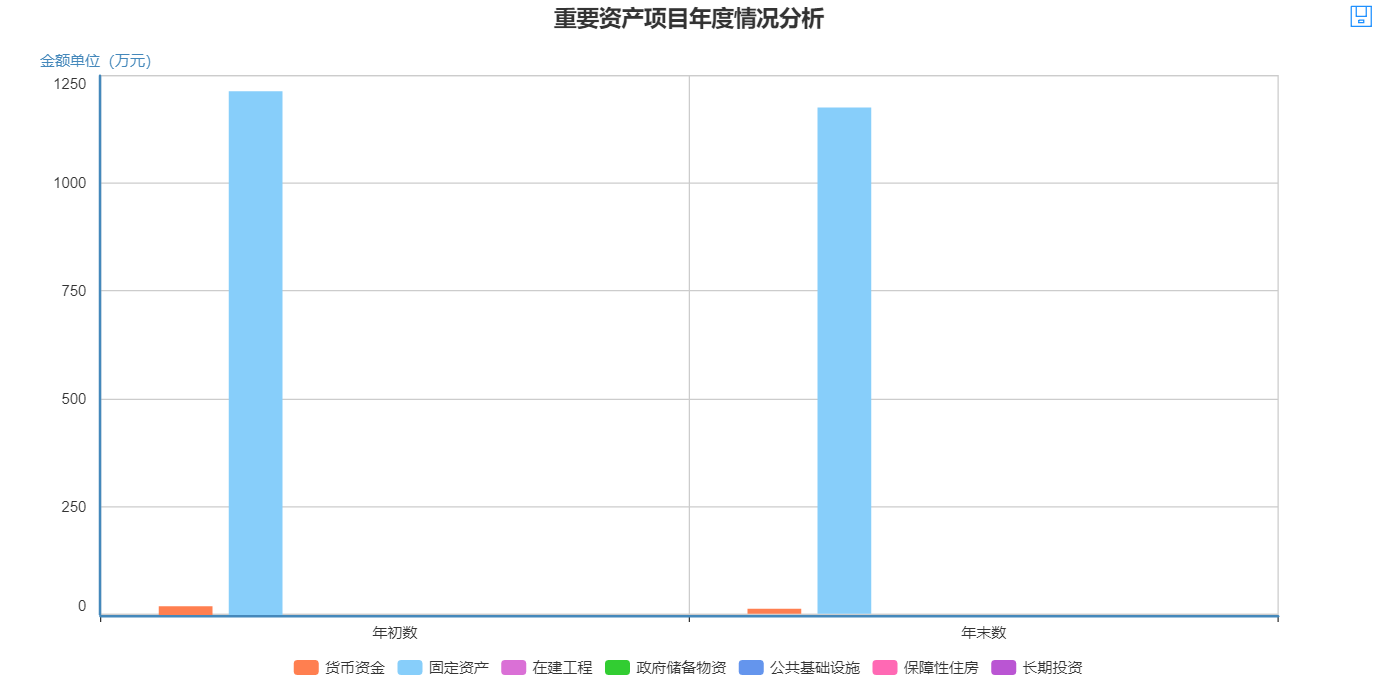 重要资产项目年度情况分析
金额单位（万元）
1250
1000
750
500
250
0
年初数
年末数
货币资金
固定资产
在建工程
政府储备物资
公共基础设施
保障性住房
长期投资